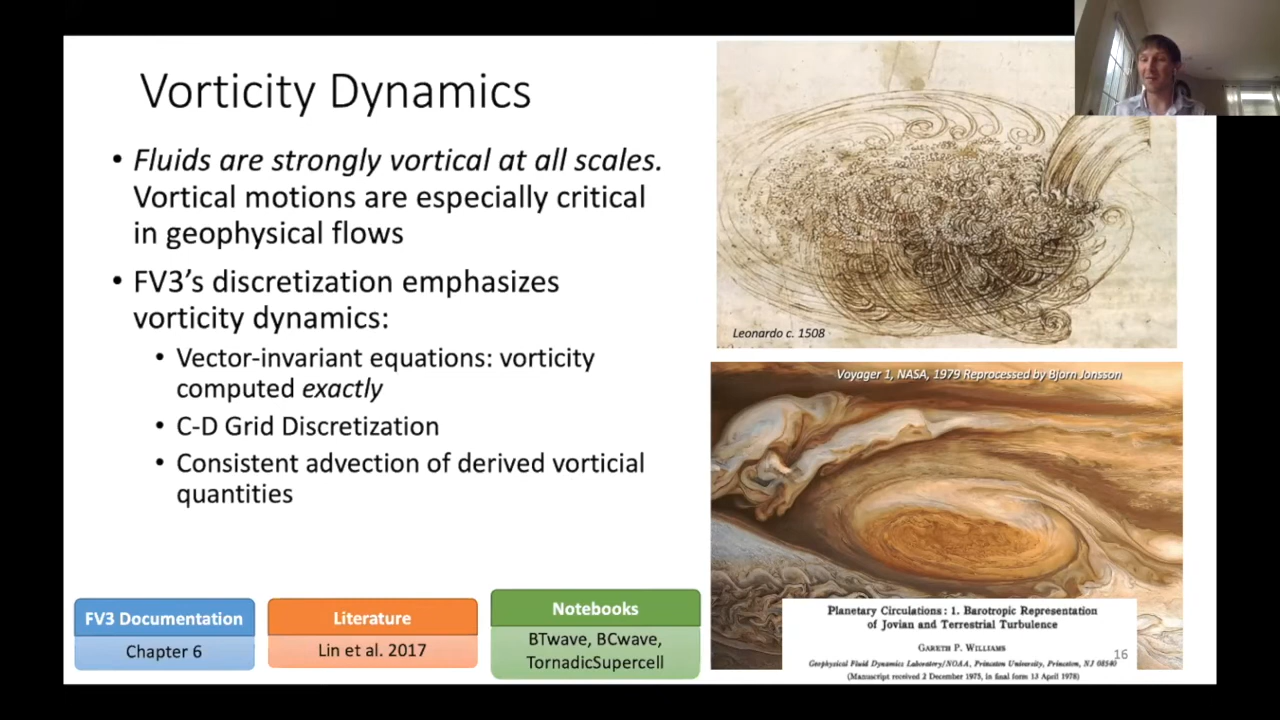 Vorticity Dynamics
• Fluids are strongly vortical at all scales.
Vortical motions are especially critical
in geophysical flows
• FV3’s discretization emphasizes
vorticity dynamics:
• Vector-invariant equations: vorticity
computed exactly
• C-D Grid Discretization
• Consistent advection of derived vorticial
quantities
Leonardo c. 1508
Voyager 1, NASA, 1979 Reprocessed by Bjorn Jonsson
FV3 Documentation
Chapter 6
Literature
Lin et al. 2017
Notebooks
BTwave, BCwave,
TornadicSupercell
Planetary Circulations: 1. Barotropic Representation
of Jovian and Terrestrial Turbulence
GARETH P. WILLIAMS
Geophysical Fluid Dynamics Laboratory/NOAA, Princeton University, Princeton, NJ 08540
(Manuscript received 2 December 1975, in final form 13 April 1978)
16